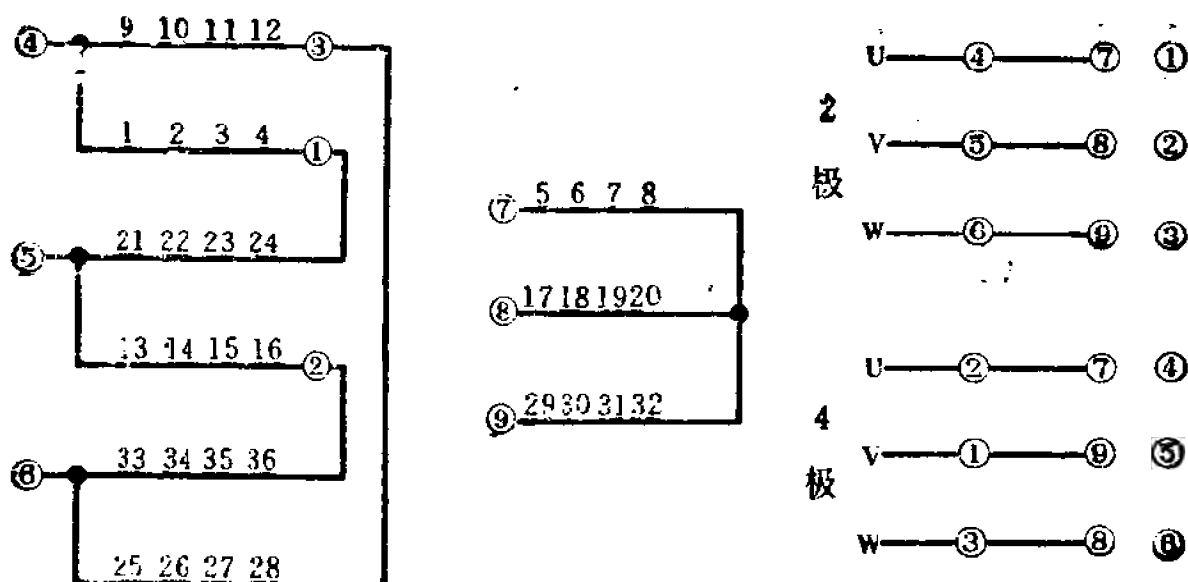 ④ 9 10 11 12 ③
1 2 3 4 ①
⑤ 21 22 23 24
13 14 15 16 ②
⑥ 33 34 35 36
25 26 27 28
⑦ 5 6 7 8
⑧ 17 18 19 20
⑨ 29 30 31 32
2极
U ④ ⑦ ①
V ⑤ ⑧ ②
W ⑥ ⑨ ③
4极
U ② ⑦ ④
V ① ⑨ ⑤
W ③ ⑧ ⑥